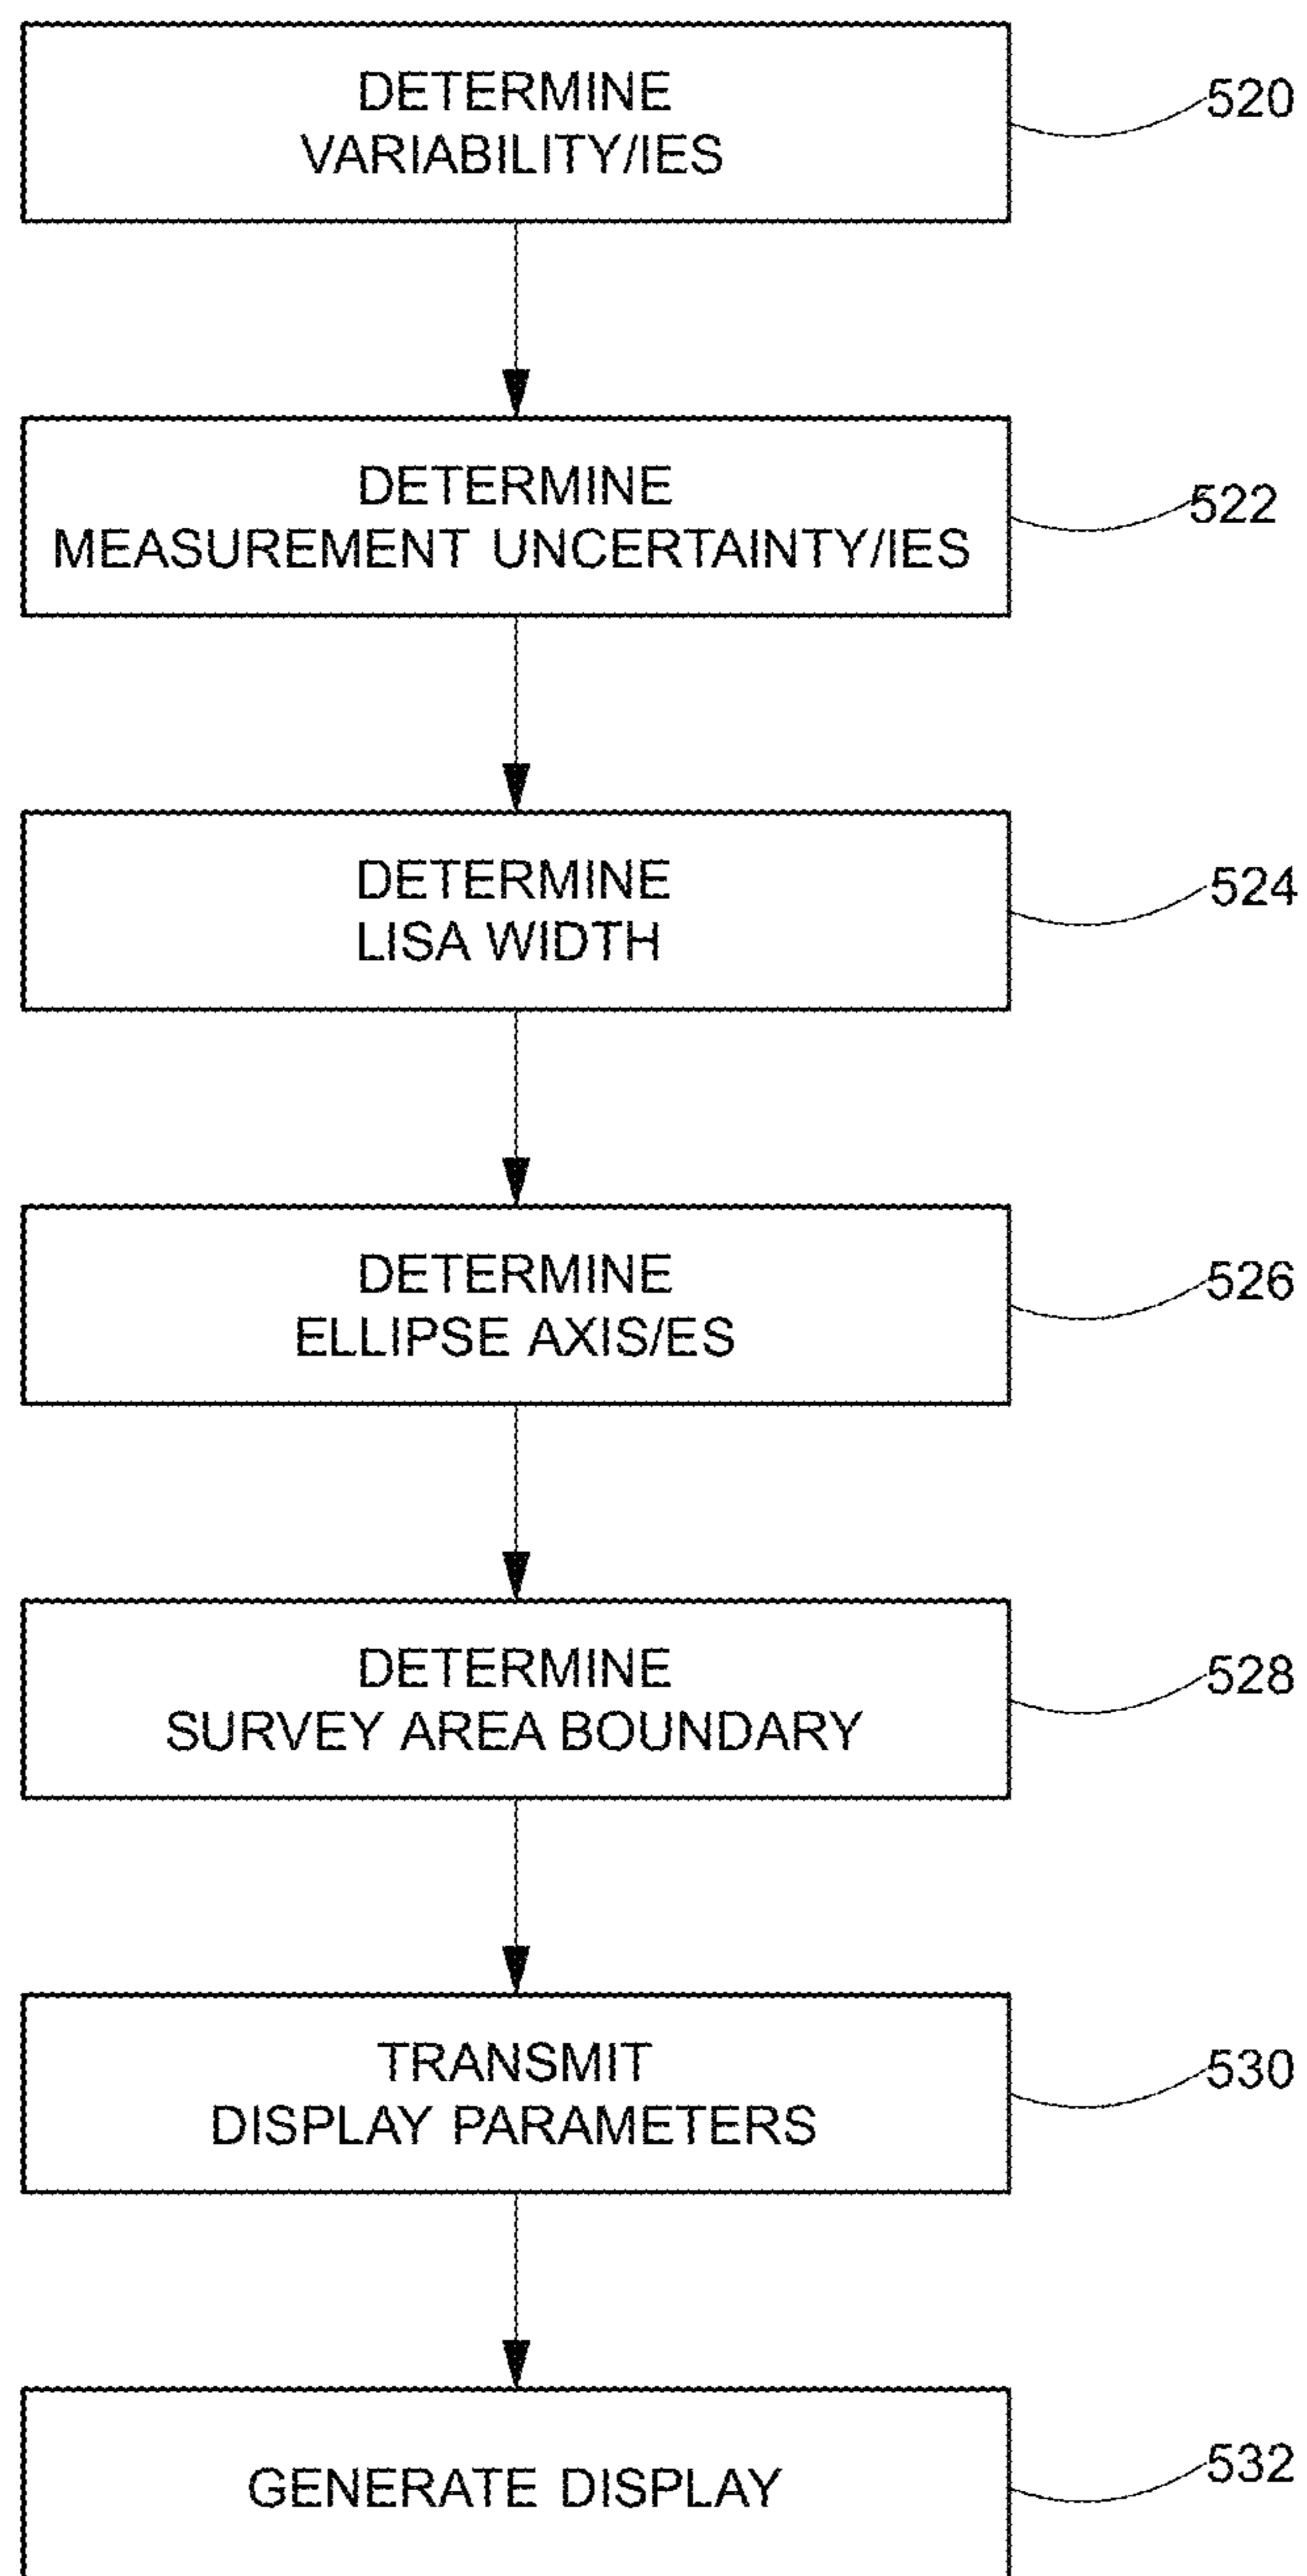 DETERMINE
VARIABILITY/IES
520
DETERMINE
MEASUREMENT UNCERTAINTY/IES
522
DETERMINE
LISA WIDTH
524
DETERMINE
ELLIPSE AXIS/ES
526
DETERMINE
SURVEY AREA BOUNDARY
528
TRANSMIT
DISPLAY PARAMETERS
530
GENERATE DISPLAY
532